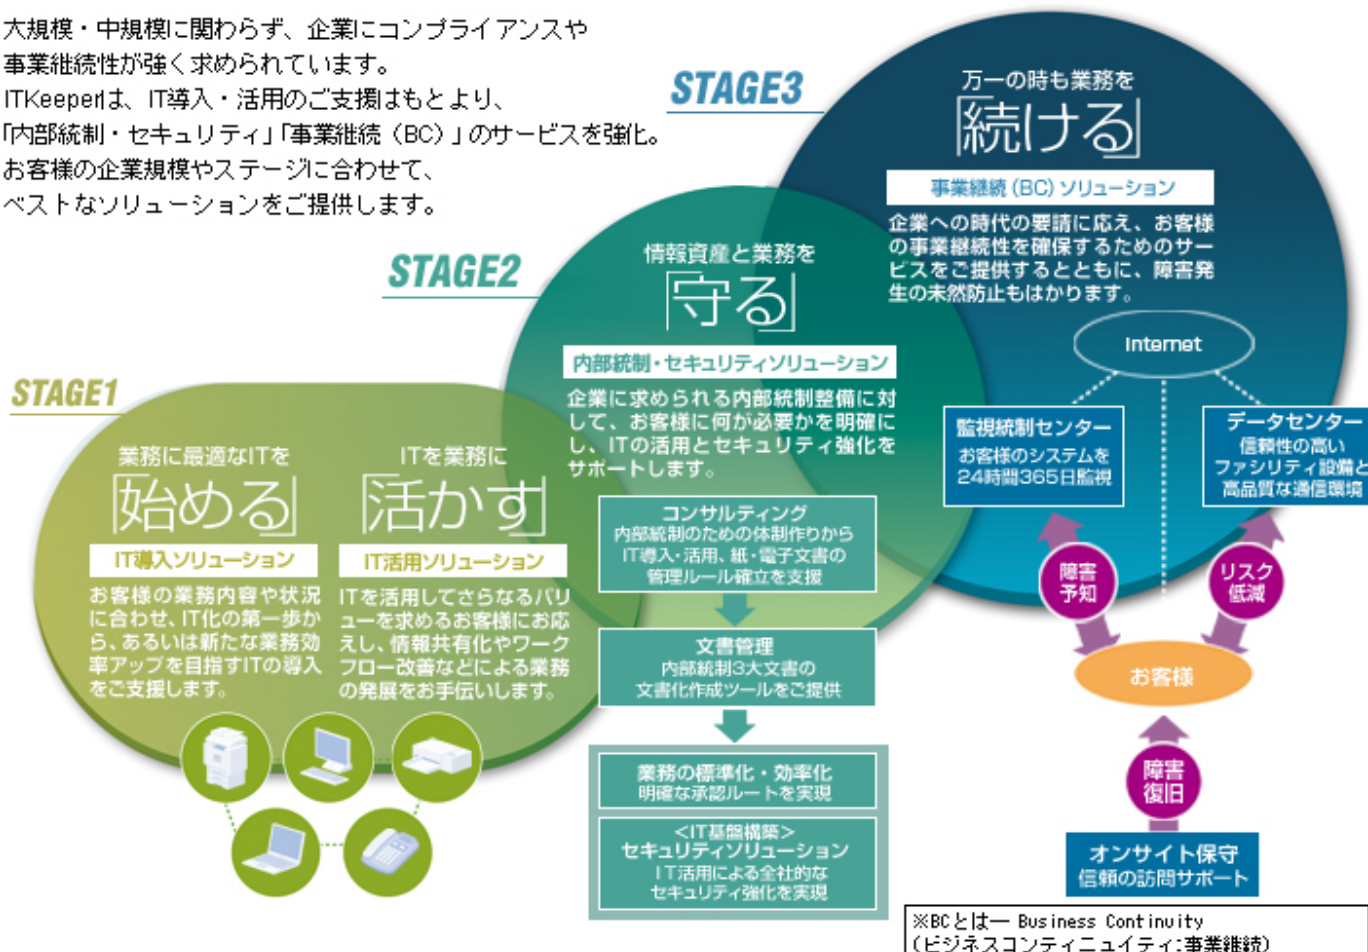 大規模・中規模に関わらず、企業にコンプライアンスや
事業継続性が強く求められています。
ITKeeperは、IT導入・活用のご支援はもとより、
「内部統制・セキュリティ」「事業継続（BC）」のサービスを強化。
お客様の企業規模やステージに合わせて、
ベストなソリューションをご提供します。
STAGE1
業務に最適なITを
「始める」
IT導入ソリューション
お客様の業務内容や状況
に合わせ、IT化の第一歩か
ら、あるいは新たな業務効
率アップを目指すITの導入
をご支援します。
ITを業務に
「活かす」
IT活用ソリューション
ITを活用してさらなるバリ
ューを求めるお客様にお応
えし、情報共有化やワーク
フロー改善などによる業務
の発展をお手伝いします。
STAGE2
情報資産と業務を
「守る」
内部統制・セキュリティソリューション
企業に求められる内部統制整備に対
して、お客様に何が必要かを明確に
し、ITの活用とセキュリティ強化を
サポートします。
コンサルティング
内部統制のための体制作りから
IT導入・活用、紙・電子文書の
管理ルール確立を支援
文書管理
内部統制3大文書の
文書化作成ツールをご提供
業務の標準化・効率化
明確な承認ルートを実現
＜IT基盤構築＞
セキュリティソリューション
IT活用による全社的な
セキュリティ強化を実現
STAGE3
万一の時も業務を
「続ける」
事業継続（BC）ソリューション
企業への時代の要請に応え、お客様
の事業継続性を確保するためのサー
ビスをご提供するとともに、障害発
生の未然防止もはかります。
Internet
監視統制センター
お客様のシステムを
24時間365日監視
データセンター
信頼性の高い
ファシリティ設備と
高品質な通信環境
障害
予知
リスク
低減
お客様
障害
復旧
オンサイト保守
信頼の訪問サポート
※BCとは― Business Continuity
(ビジネスコンティニュイティ:事業継続)